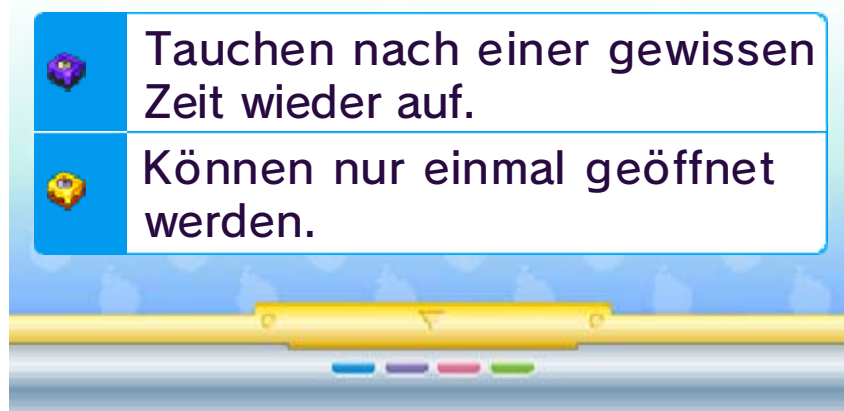 Tauchen nach einer gewissen
Zeit wieder auf.
Können nur einmal geöffnet
werden.